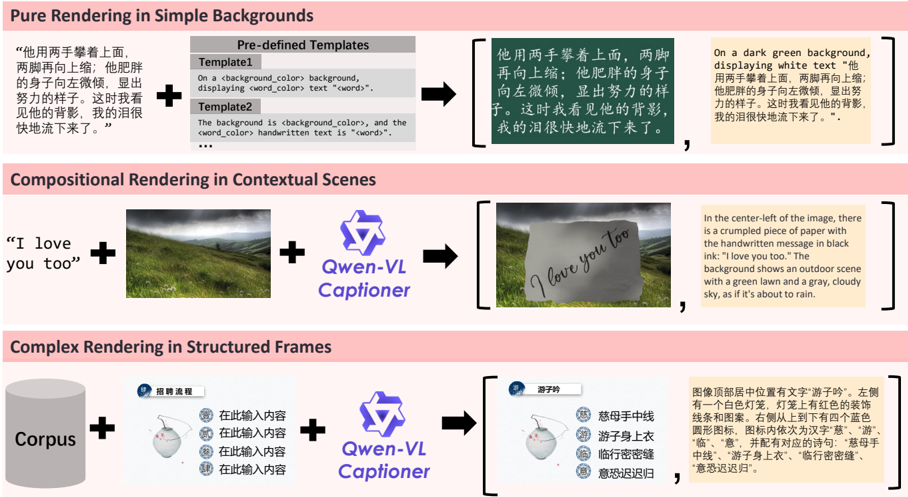 Pure Rendering in Simple Backgrounds
“他用两手攀着上面，
两脚再向上缩；他肥胖
的身子向左微倾，显出
努力的样子。这时我看
见他的背影，我的泪很
快地流下来了。”
Pre-defined Templates
Template1
On a <background_color> background,
displaying <word_color> text "<word>".
Template2
The background is <background_color>, and the
<word_color> handwritten text is "<word>".
...
他用两手攀着上面，两脚
再向上缩；他肥胖的身子
向左微倾，显出努力的样
子。这时我看见他的背影，
我的泪很快地流下来了。
On a dark green background,
displaying white text "他
用两手攀着上面，两脚再向上缩；
他肥胖的身子向左微倾，显出努
力的样子。这时我看见他的背影，
我的泪很快地流下来了。".
Compositional Rendering in Contextual Scenes
“I love
you too”
Qwen-VL
Captioner
I love you too
In the center-left of the image, there
is a crumpled piece of paper with
the handwritten message in black
ink: "I love you too." The
background shows an outdoor scene
with a green lawn and a gray, cloudy
sky, as if it's about to rain.
Complex Rendering in Structured Frames
Corpus
肆
招聘流程
壹 在此输入内容
贰 在此输入内容
叁 在此输入内容
肆 在此输入内容
Qwen-VL
Captioner
游
游子吟
慈 慈母手中线
游 游子身上衣
临 临行密密缝
意 意恐迟迟归
图像顶部居中位置有文字“游子吟”。左侧
有一个白色灯笼，灯笼上有红色的装饰
线条和图案。右侧从上到下有四个蓝色
圆形图标，图标内依次为汉字“慈”、“游”
、“临”、“意”，并配有对应的诗句：“慈母手
中线”、“游子身上衣”、“临行密密缝”、
“意恐迟迟归”。